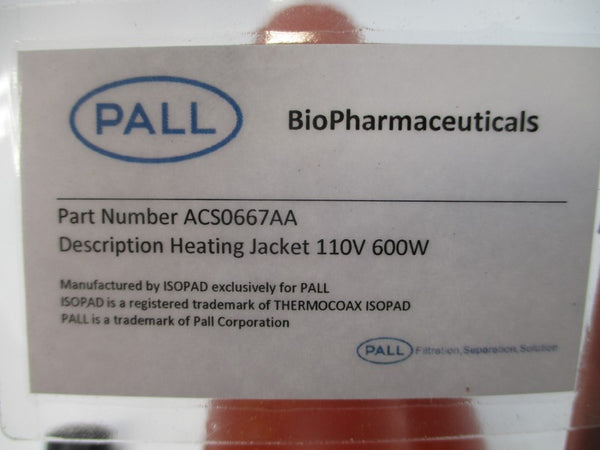 PALL
BioPharmaceuticals
Part Number ACS0667AA
Description Heating Jacket 110V 600W
Manufactured by ISOPAD exclusively for PALL
ISOPAD is a registered trademark of THERMOCOAX ISOPAD
PALL is a trademark of Pall Corporation
PALL Filtration, Separation, Solution